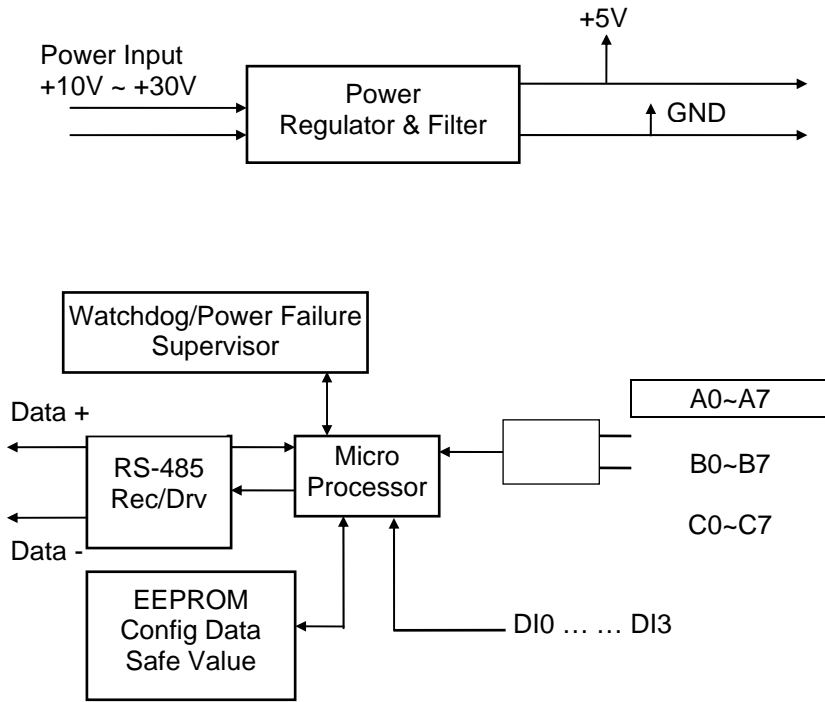 +5V
Power Input
+10V ~ +30V
Power
Regulator & Filter
GND
Watchdog/Power Failure
Supervisor
Data +
A0~A7
RS-485
Rec/Drv
Micro
Processor
B0~B7
C0~C7
Data -
EEPROM
Config Data
Safe Value
DI0 … … DI3